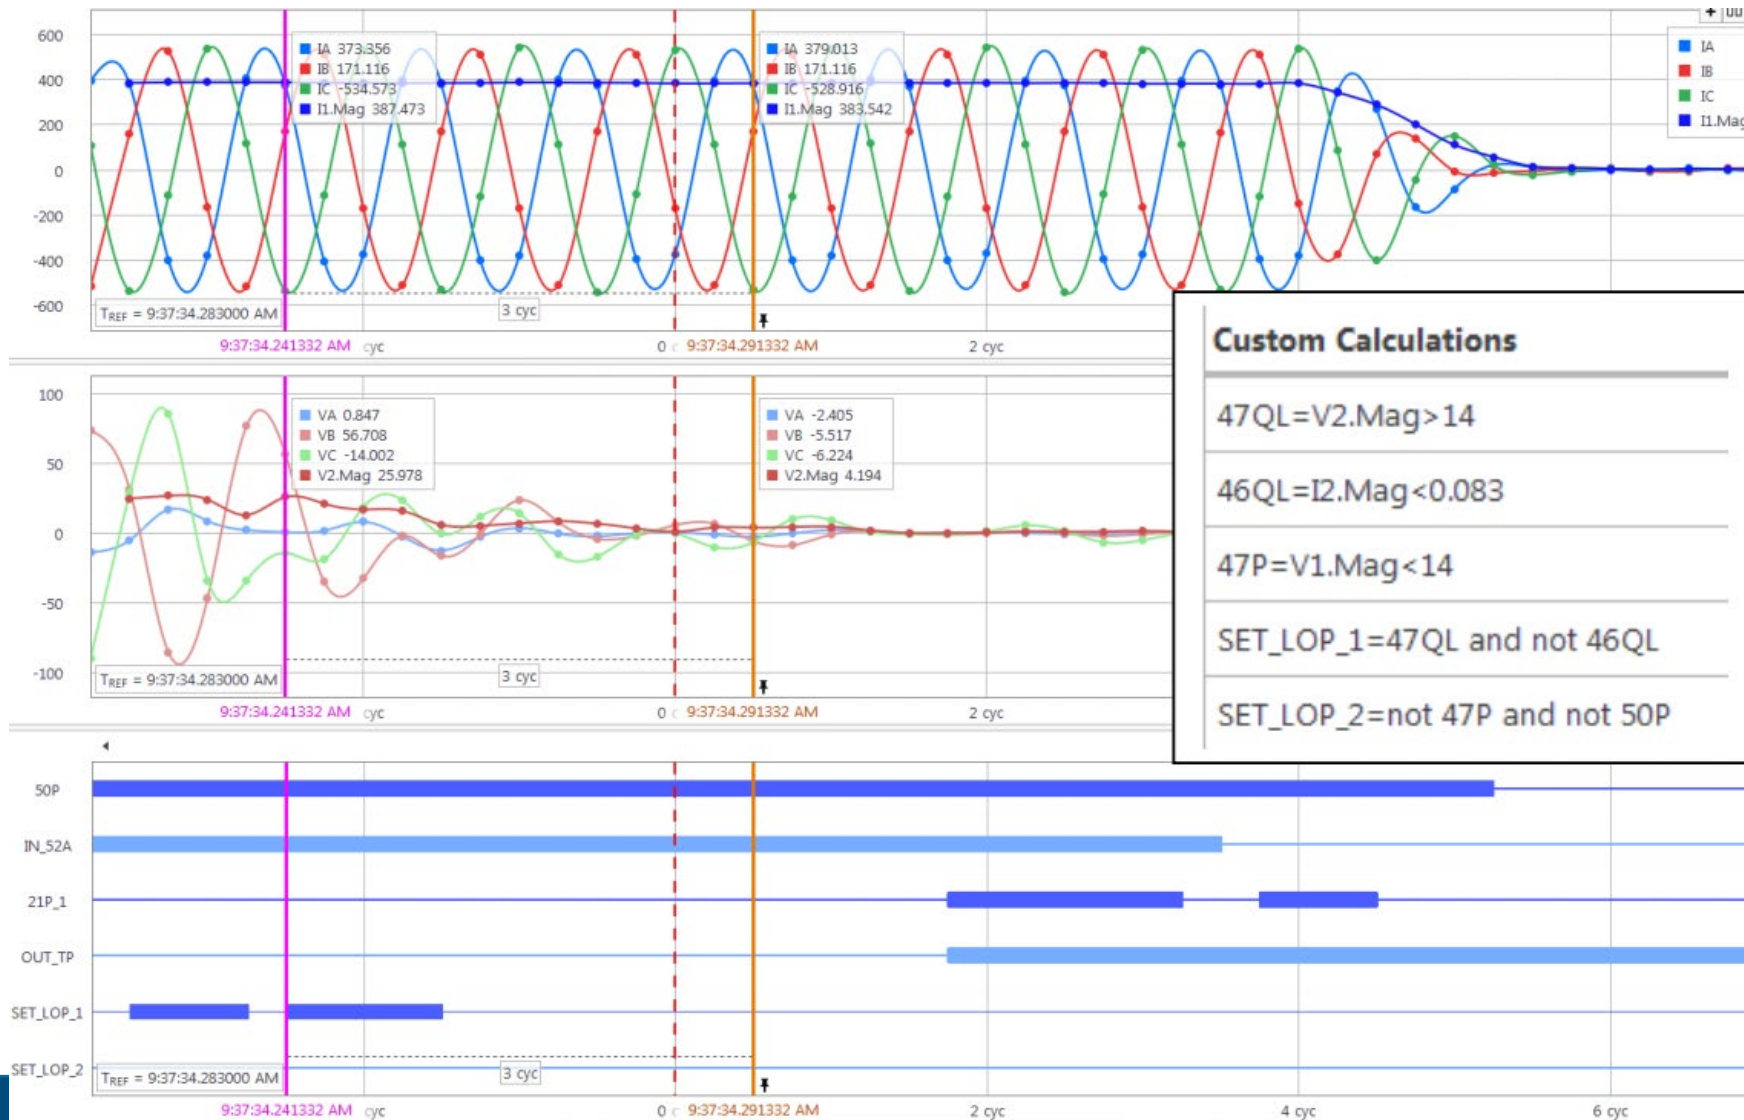 600
400
200
0
-200
-400
-600
IA 373.356
IB 171.116
IC -534.573
I1.Mag 387.473
IA 379.013
IB 171.116
IC -528.916
I1.Mag 383.542
IA
IB
IC
I1.Mag
TREF = 9:37:34.283000 AM
3 cyc
9:37:34.241332 AM cyc 0 c 9:37:34.291332 AM 2 cyc
100
50
0
-50
-100
VA 0.847
VB 56.708
VC -14.002
V2.Mag 25.978
VA -2.405
VB -5.517
VC -6.224
V2.Mag 4.194
TREF = 9:37:34.283000 AM
3 cyc
9:37:34.241332 AM cyc 0 c 9:37:34.291332 AM 2 cyc
Custom Calculations
47QL=V2.Mag>14
46QL=I2.Mag<0.083
47P=V1.Mag<14
SET_LOP_1=47QL and not 46QL
SET_LOP_2=not 47P and not 50P
50P
IN_52A
21P_1
OUT_TP
SET_LOP_1
SET_LOP_2
TREF = 9:37:34.283000 AM
3 cyc
9:37:34.241332 AM cyc 0 c 9:37:34.291332 AM 2 cyc 4 cyc 6 cyc